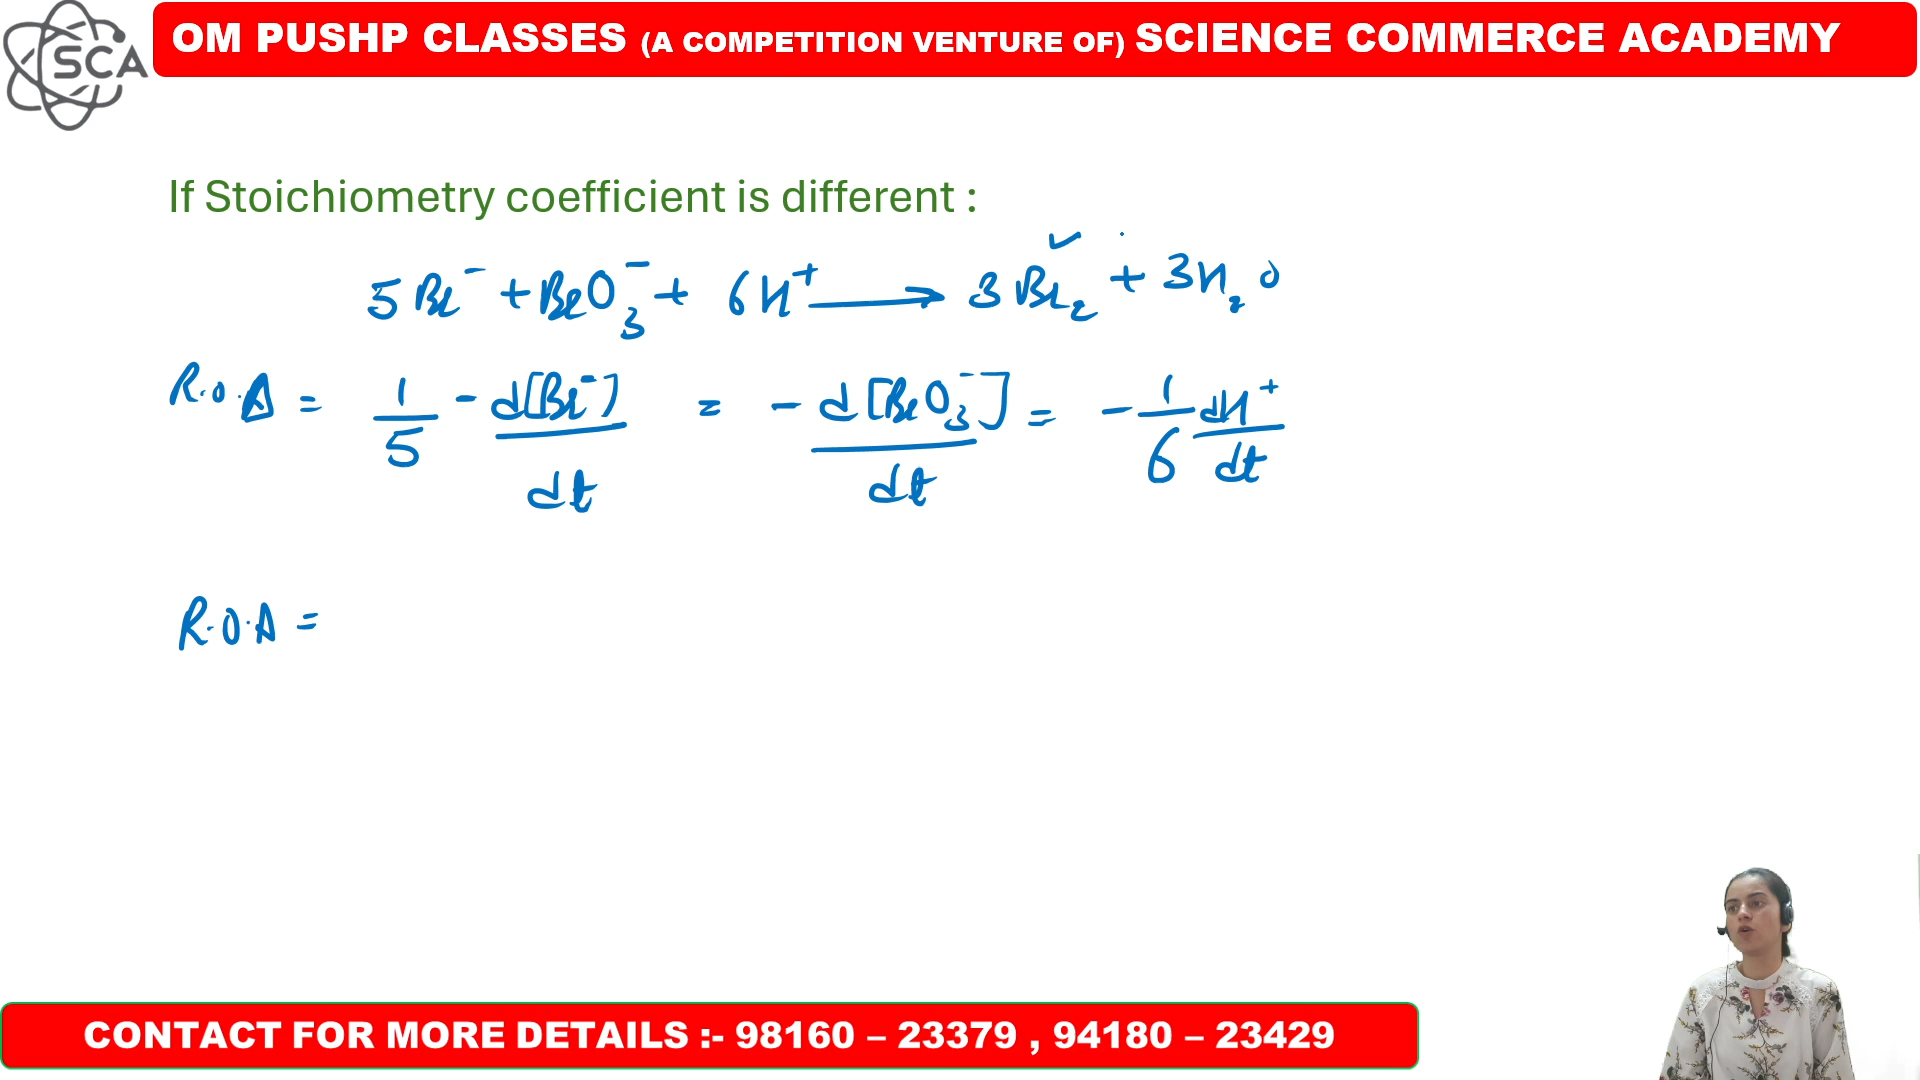 SCA
OM PUSHP CLASSES (A COMPETITION VENTURE OF) SCIENCE COMMERCE ACADEMY
If Stoichiometry coefficient is different :
5Br⁻ + BrO₃⁻ + 6H⁺ ⟶ 3Br₂ + 3H₂O
R.O.D = 1/5 - d[Br⁻]/dt = - d[BrO₃⁻]/dt = - 1/6 dH⁺/dt
R.O.A =
CONTACT FOR MORE DETAILS :- 98160 – 23379 , 94180 – 23429